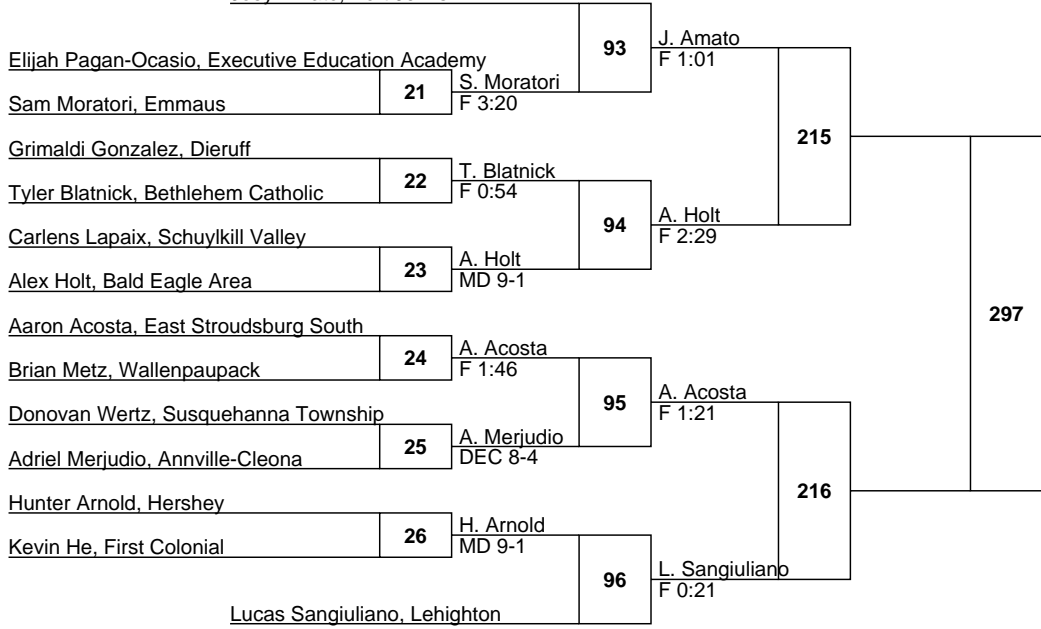 93
J. Amato
F 1:01
Elijah Pagan-Ocasio, Executive Education Academy
21
S. Moratori
F 3:20
Sam Moratori, Emmaus
215
Grimaldi Gonzalez, Dieruff
22
T. Blatnick
F 0:54
Tyler Blatnick, Bethlehem Catholic
94
A. Holt
F 2:29
Carlens Lapaix, Schuylkill Valley
23
A. Holt
MD 9-1
Alex Holt, Bald Eagle Area
297
Aaron Acosta, East Stroudsburg South
24
A. Acosta
F 1:46
Brian Metz, Wallenpaupack
95
A. Acosta
F 1:21
Donovan Wertz, Susquehanna Township
25
A. Merjudio
DEC 8-4
Adriel Merjudio, Annville-Cleona
216
Hunter Arnold, Hershey
26
H. Arnold
MD 9-1
Kevin He, First Colonial
96
L. Sangiuliano
F 0:21
Lucas Sangiuliano, Lehighton